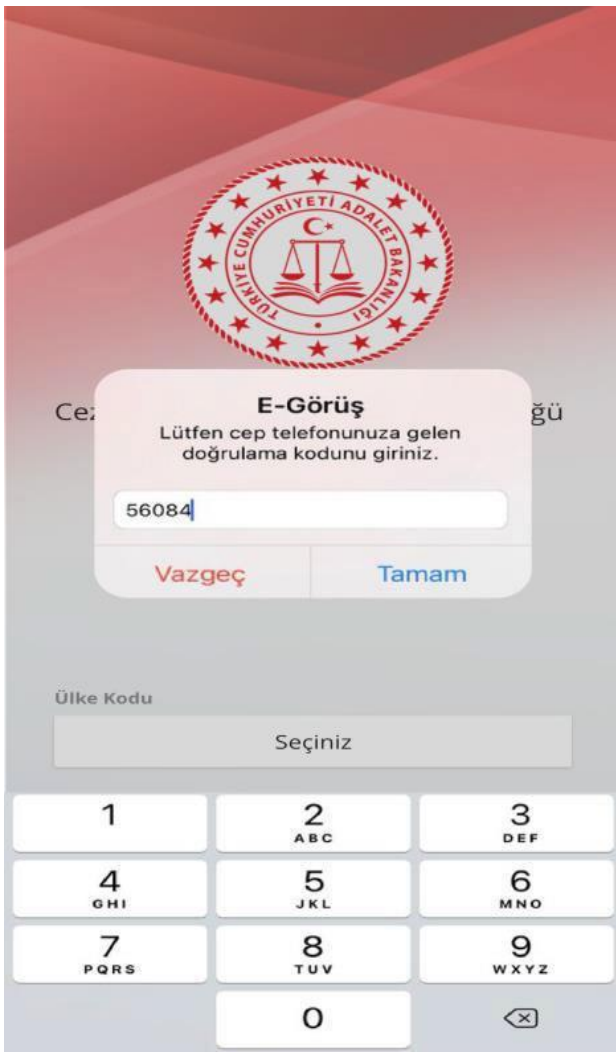 TÜRKİYE CUMHURİYETİ ADALET BAKANLIĞI
Cez
ğü
E-Görüş
Lütfen cep telefonunuza gelen
doğrulama kodunu giriniz.
56084
Vazgeç Tamam
Ülke Kodu
Seçiniz
1 2 3
ABC DEF
4 5 6
GHI JKL MNO
7 8 9
PQRS TUV WXYZ
0